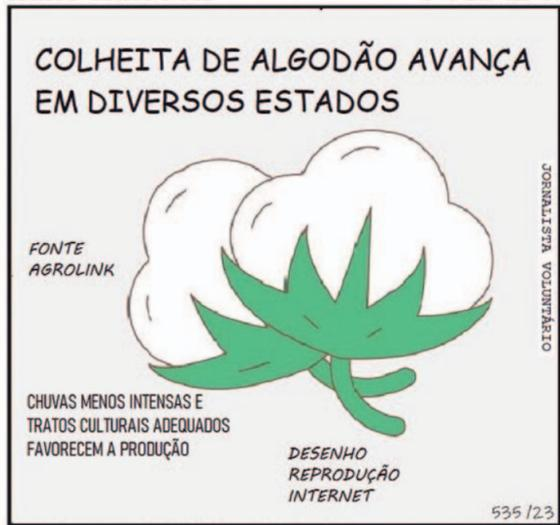 COLHEITA DE ALGODÃO AVANÇA
EM DIVERSOS ESTADOS
JORNALISTA VOLUNTÁRIO
FONTE
AGROLINK
CHUVAS MENOS INTENSAS E
TRATOS CULTURAIS ADEQUADOS
FAVORECEM A PRODUÇÃO
DESENHO
REPRODUÇÃO
INTERNET
535/23